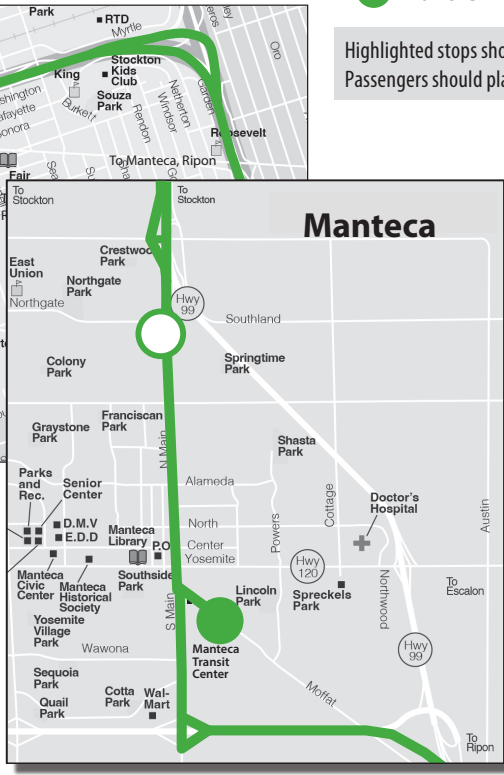 Park
RTD
Myrtle
Oro
Highlighted stops
Passengers should
King
Stockton
Kids
Club
Souza
Park
Burkett
Rendon
Windsor
Netherton
Garden
Roosevelt
To Manteca, Ripon
Fair
Manteca
To
Stockton
To
Stockton
Crestwood
Park
East
Union
Northgate
Park
Northgate
Hwy
99
Southland
Colony
Park
Springtime
Park
Franciscan
Park
Graystone
Park
N Main
Shasta
Park
Parks
and
Rec.
Senior
Center
Alameda
Cottage
Doctor's
Hospital
Austin
D.M.V
E.D.D
Manteca
Library
P.O
North
Center
Yosemite
Powers
Hwy
120
Manteca
Civic
Center
Manteca
Historical
Society
Southside
Park
S Main
Lincoln
Park
Spreckels
Park
Northwood
To
Escalon
Yosemite
Village
Park
Wawona
Manteca
Transit
Center
Hwy
99
Sequoia
Park
Quail
Park
Cotta
Park
Wal-
Mart
Moffat
To
Ripon